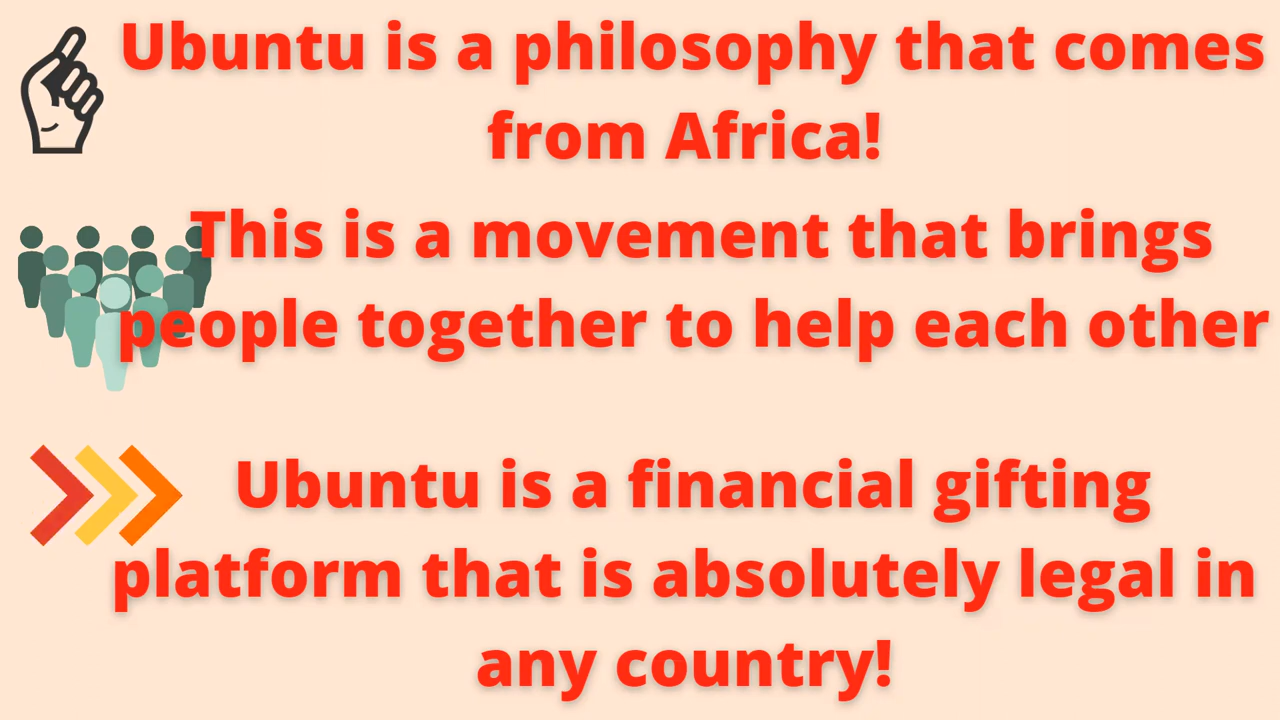 Ubuntu is a philosophy that comes
from Africa!
This is a movement that brings
people together to help each other
Ubuntu is a financial gifting
platform that is absolutely legal in
any country!